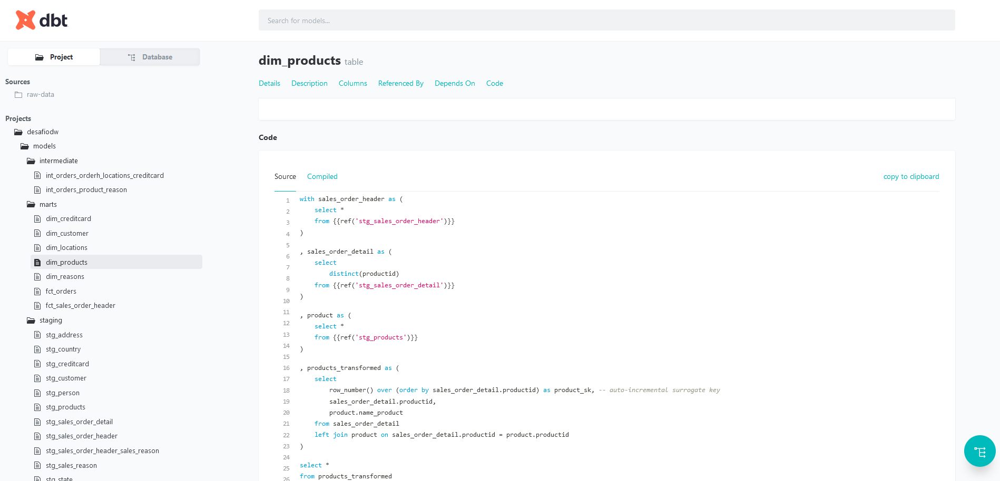 dbt
Search for models...
Project
Database
Sources
raw-data
Projects
desafiodw
models
intermediate
int_orders_orderh_locations_creditcard
int_orders_product_reason
marts
dim_creditcard
dim_customer
dim_locations
dim_products
dim_reasons
fct_orders
fct_sales_order_header
staging
stg_address
stg_country
stg_creditcard
stg_customer
stg_person
stg_products
stg_sales_order_detail
stg_sales_order_header
stg_sales_order_header_sales_reason
stg_sales_reason
stg_state
dim_products table
Details Description Columns Referenced By Depends On Code
Code
Source Compiled copy to clipboard
1 with sales_order_header as (
2     select *
3     from {{ref('stg_sales_order_header')}}
4 )
5
6 , sales_order_detail as (
7     select
8         distinct(productid)
9     from {{ref('stg_sales_order_detail')}}
10 )
11
12 , product as (
13     select *
14     from {{ref('stg_products')}}
15 )
16
17 , products_transformed as (
18     select
19         row_number() over (order by sales_order_detail.productid) as product_sk, -- auto-incremental surrogate key
20         sales_order_detail.productid,
21         product.name_product
22     from sales_order_detail
23     left join product on sales_order_detail.productid = product.productid
24 )
25
26 select *
from products_transformed